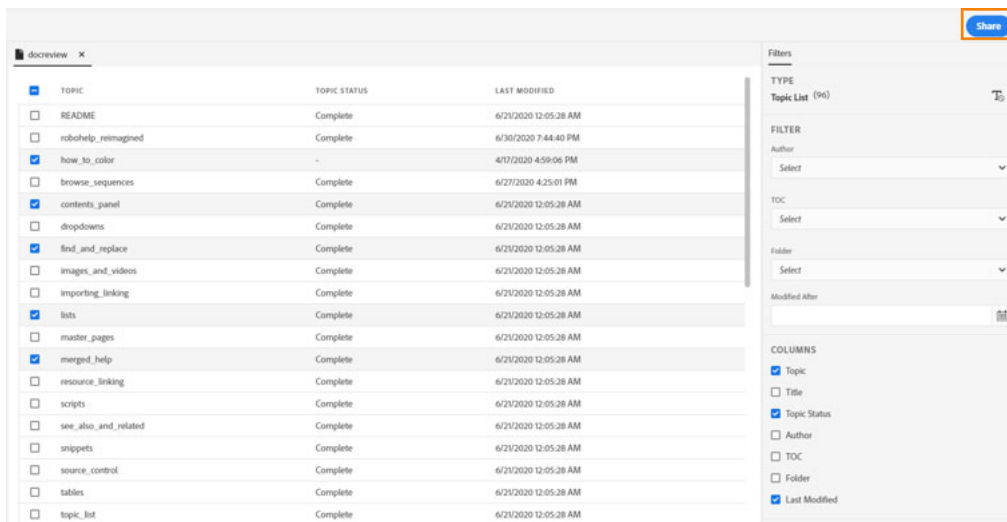 Share
docreview ×
TOPIC TOPIC STATUS LAST MODIFIED
README Complete 6/21/2020 12:05:28 AM
robohelp_reimagined Complete 6/30/2020 7:44:40 PM
how_to_color - 4/17/2020 4:59:06 PM
browse_sequences Complete 6/27/2020 4:25:01 PM
contents_panel Complete 6/21/2020 12:05:28 AM
dropdowns Complete 6/21/2020 12:05:28 AM
find_and_replace Complete 6/21/2020 12:05:28 AM
images_and_videos Complete 6/21/2020 12:05:28 AM
importing_linking Complete 6/21/2020 12:05:28 AM
lists Complete 6/21/2020 12:05:28 AM
master_pages Complete 6/21/2020 12:05:28 AM
merged_help Complete 6/21/2020 12:05:28 AM
resource_linking Complete 6/21/2020 12:05:28 AM
scripts Complete 6/21/2020 12:05:28 AM
see_also_and_related Complete 6/21/2020 12:05:28 AM
snippets Complete 6/21/2020 12:05:28 AM
source_control Complete 6/21/2020 12:05:28 AM
tables Complete 6/21/2020 12:05:28 AM
topic_list Complete 6/21/2020 12:05:28 AM
Filters
TYPE
Topic List (96)
FILTER
Author
Select
TOC
Select
Folder
Select
Modified After
COLUMNS
Topic
Title
Topic Status
Author
TOC
Folder
Last Modified